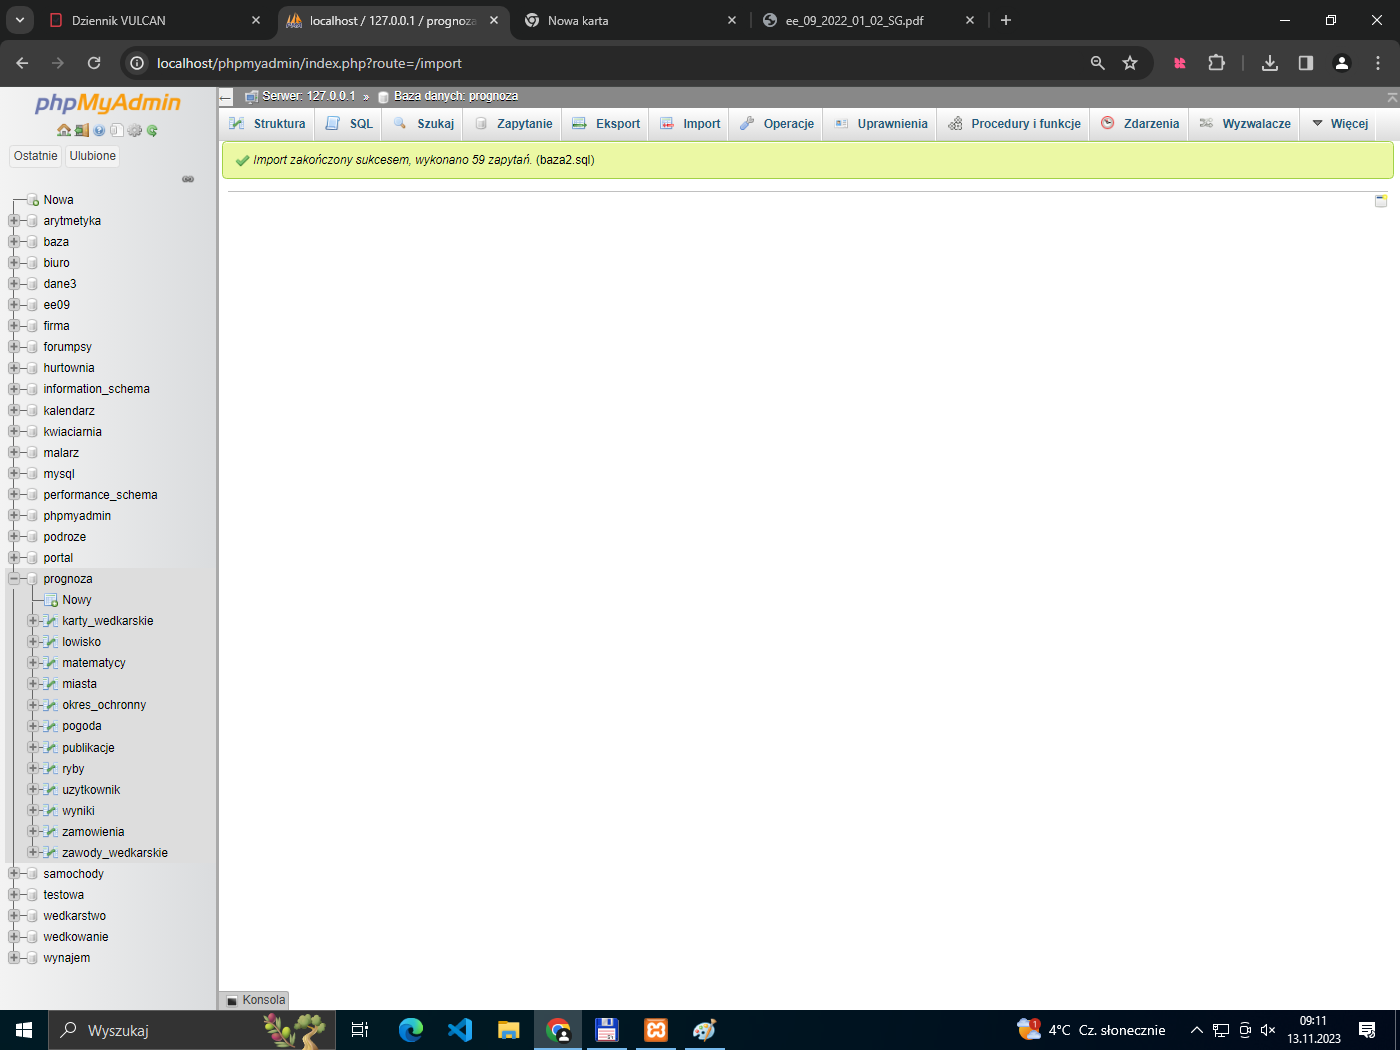 Dziennik VULCAN
localhost / 127.0.0.1 / prognoza
Nowa karta
ee_09_2022_01_02_SG.pdf
localhost/phpmyadmin/index.php?route=/import
phpMyAdmin
Ostatnie Ulubione
Nowa
arytmetyka
baza
biuro
dane3
ee09
firma
forumpsy
hurtownia
information_schema
kalendarz
kwiaciarnia
malarz
mysql
performance_schema
phpmyadmin
podroze
portal
prognoza
Nowy
karty_wedkarskie
lowisko
matematycy
miasta
okres_ochronny
pogoda
publikacje
ryby
uzytkownik
wyniki
zamowienia
zawody_wedkarskie
samochody
testowa
wedkarstwo
wedkowanie
wynajem
Serwer: 127.0.0.1 » Baza danych: prognoza
Struktura SQL Szukaj Zapytanie Eksport Import Operacje Uprawnienia Procedury i funkcje Zdarzenia Wyzwalacze Więcej
Import zakończony sukcesem, wykonano 59 zapytań. (baza2.sql)
Konsola
Wyszukaj
1
4°C Cz. słonecznie
09:11
13.11.2023